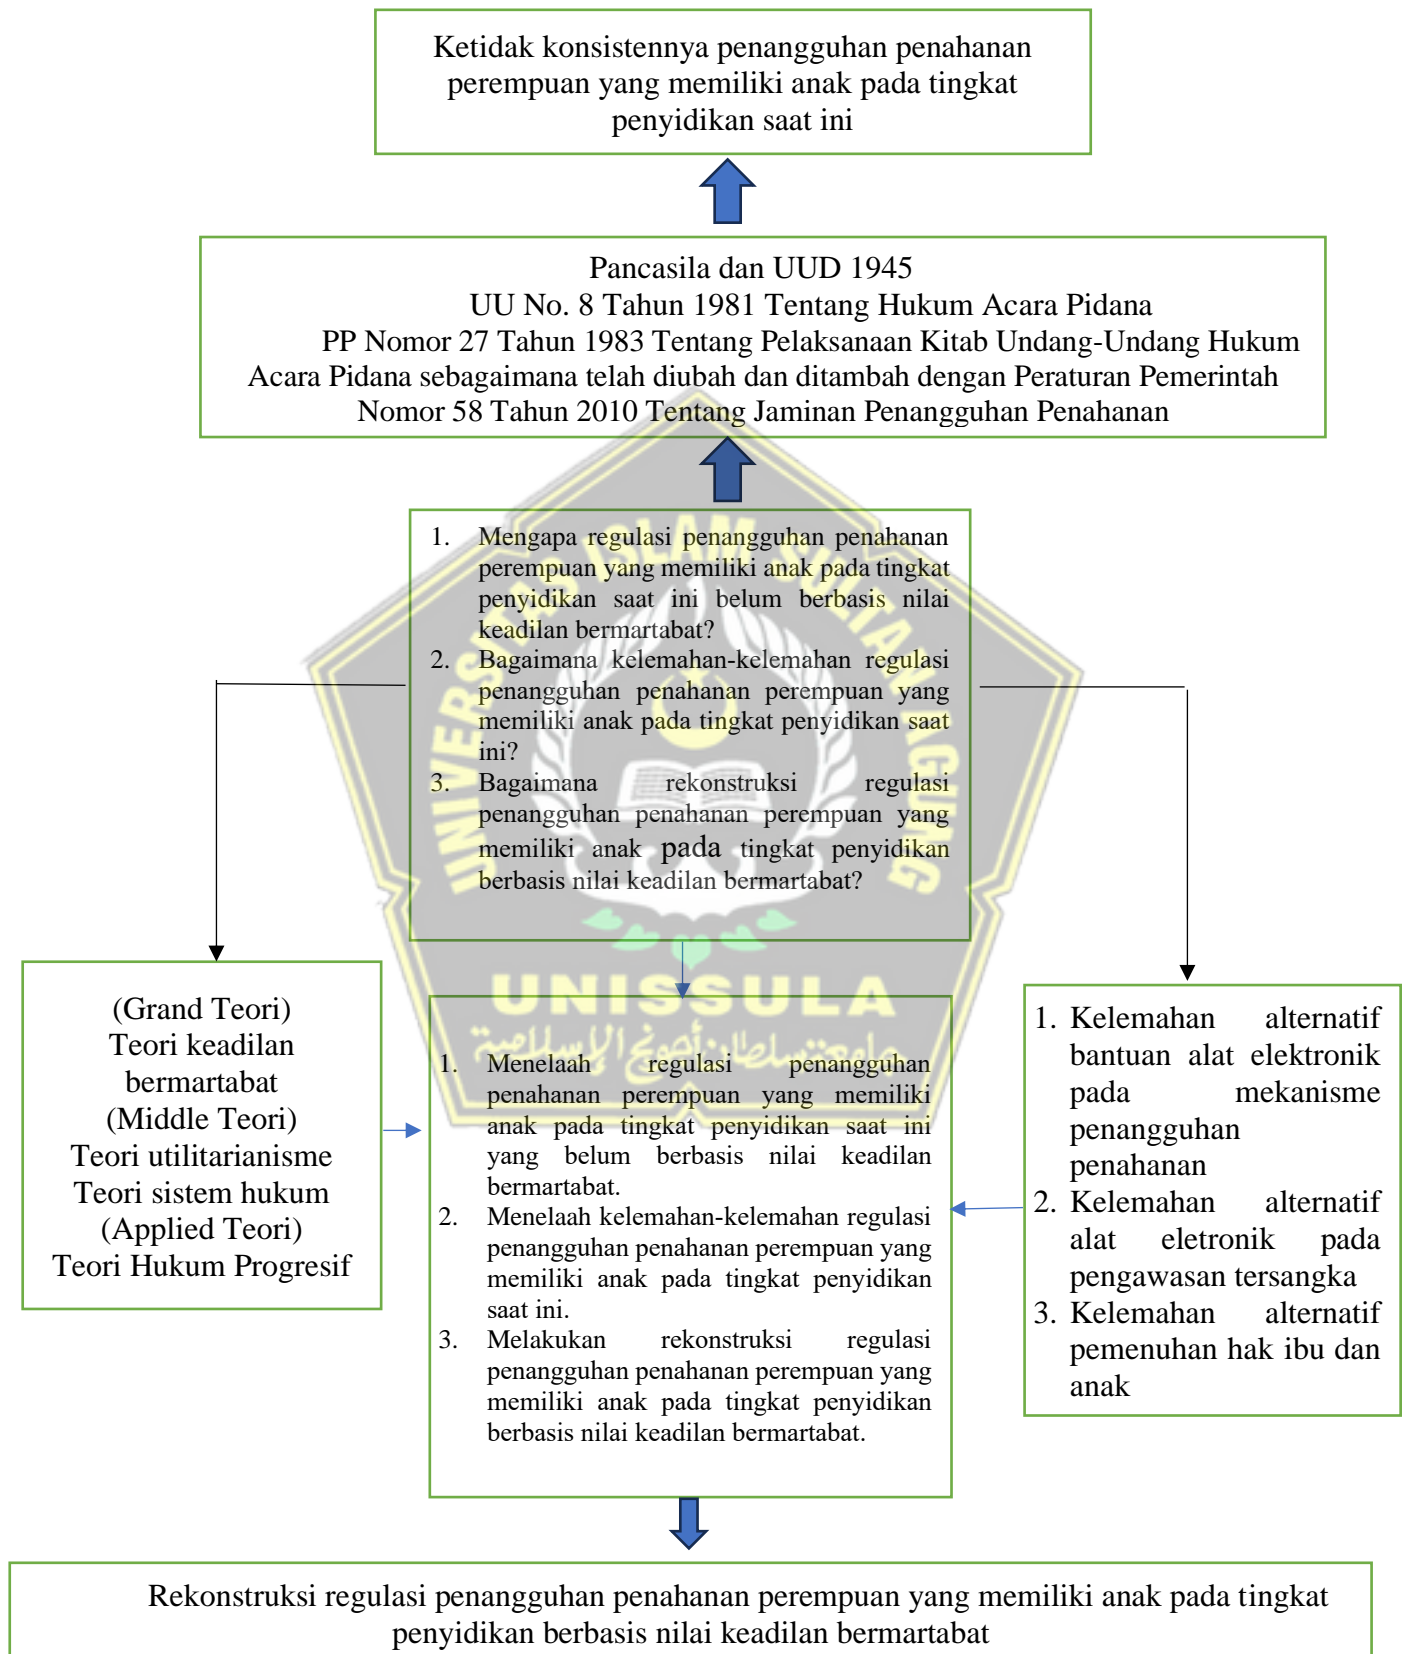 Ketidak konsistennya penangguhan penahanan
perempuan yang memiliki anak pada tingkat
penyidikan saat ini
Pancasila dan UUD 1945
UU No. 8 Tahun 1981 Tentang Hukum Acara Pidana
PP Nomor 27 Tahun 1983 Tentang Pelaksanaan Kitab Undang-Undang Hukum
Acara Pidana sebagaimana telah diubah dan ditambah dengan Peraturan Pemerintah
Nomor 58 Tahun 2010 Tentang Jaminan Penangguhan Penahanan
1. Mengapa regulasi penangguhan penahanan
perempuan yang memiliki anak pada tingkat
penyidikan saat ini belum berbasis nilai
keadilan bermartabat?
2. Bagaimana kelemahan-kelemahan regulasi
penangguhan penahanan perempuan yang
memiliki anak pada tingkat penyidikan saat
ini?
3. Bagaimana rekonstruksi regulasi
penangguhan penahanan perempuan yang
memiliki anak pada tingkat penyidikan
berbasis nilai keadilan bermartabat?
UNIVERSITAS ISLAM SULTAN AGUNG
UNISSULA
جامعة سلطان أجونج الإسلامية
(Grand Teori)
Teori keadilan
bermartabat
(Middle Teori)
Teori utilitarianisme
Teori sistem hukum
(Applied Teori)
Teori Hukum Progresif
1. Menelaah regulasi penangguhan
penahanan perempuan yang memiliki
anak pada tingkat penyidikan saat ini
yang belum berbasis nilai keadilan
bermartabat.
2. Menelaah kelemahan-kelemahan regulasi
penangguhan penahanan perempuan yang
memiliki anak pada tingkat penyidikan
saat ini.
3. Melakukan rekonstruksi regulasi
penangguhan penahanan perempuan yang
memiliki anak pada tingkat penyidikan
berbasis nilai keadilan bermartabat.
1. Kelemahan alternatif
bantuan alat elektronik
pada mekanisme
penangguhan
penahanan
2. Kelemahan alternatif
alat eletronik pada
pengawasan tersangka
3. Kelemahan alternatif
pemenuhan hak ibu dan
anak
Rekonstruksi regulasi penangguhan penahanan perempuan yang memiliki anak pada tingkat
penyidikan berbasis nilai keadilan bermartabat